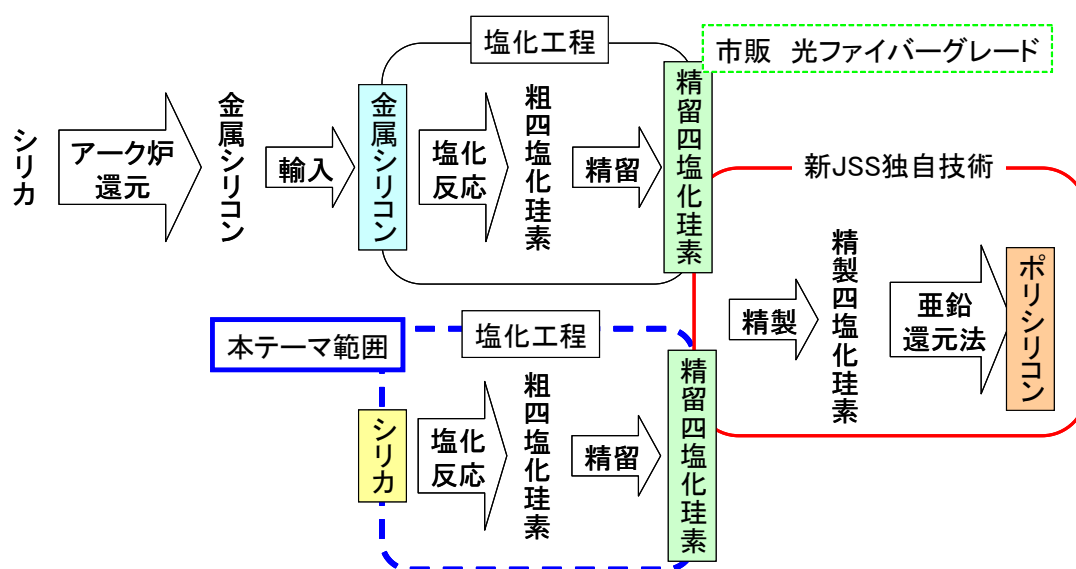 塩化工程
市販　光ファイバーグレード
シリカ
アーク炉
還元
金属シリコン
輸入
金属シリコン
塩化
反応
粗四塩化珪素
精留
精留四塩化珪素
新JSS独自技術
精製
精製四塩化珪素
亜鉛
還元法
ポリシリコン
本テーマ範囲
塩化工程
シリカ
塩化
反応
粗四塩化珪素
精留
精留四塩化珪素